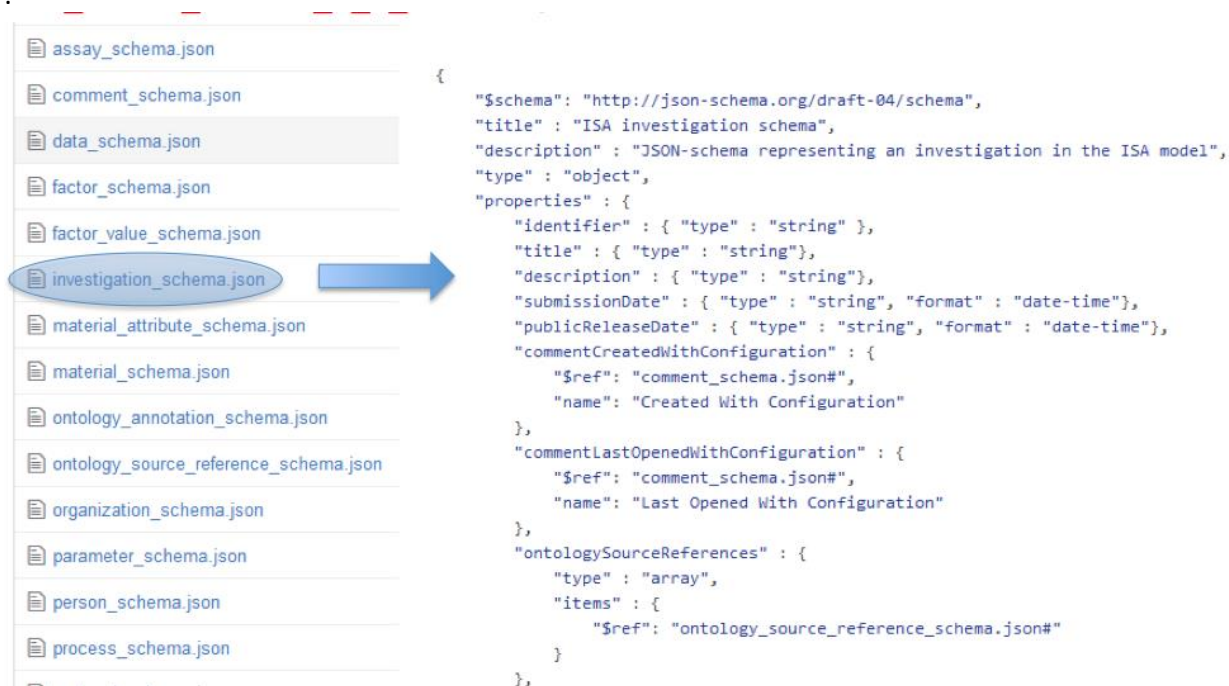 assay_schema.json
comment_schema.json
data_schema.json
factor_schema.json
factor_value_schema.json
investigation_schema.json
material_attribute_schema.json
material_schema.json
ontology_annotation_schema.json
ontology_source_reference_schema.json
organization_schema.json
parameter_schema.json
person_schema.json
process_schema.json
{
"$schema": "http://json-schema.org/draft-04/schema",
"title" : "ISA investigation schema",
"description" : "JSON-schema representing an investigation in the ISA model",
"type" : "object",
"properties" : {
"identifier" : { "type" : "string" },
"title" : { "type" : "string"},
"description" : { "type" : "string"},
"submissionDate" : { "type" : "string", "format" : "date-time"},
"publicReleaseDate" : { "type" : "string", "format" : "date-time"},
"commentCreatedWithConfiguration" : {
"$ref": "comment_schema.json#",
"name": "Created With Configuration"
},
"commentLastOpenedWithConfiguration" : {
"$ref": "comment_schema.json#",
"name": "Last Opened With Configuration"
},
"ontologySourceReferences" : {
"type" : "array",
"items" : {
"$ref": "ontology_source_reference_schema.json#"
}
},